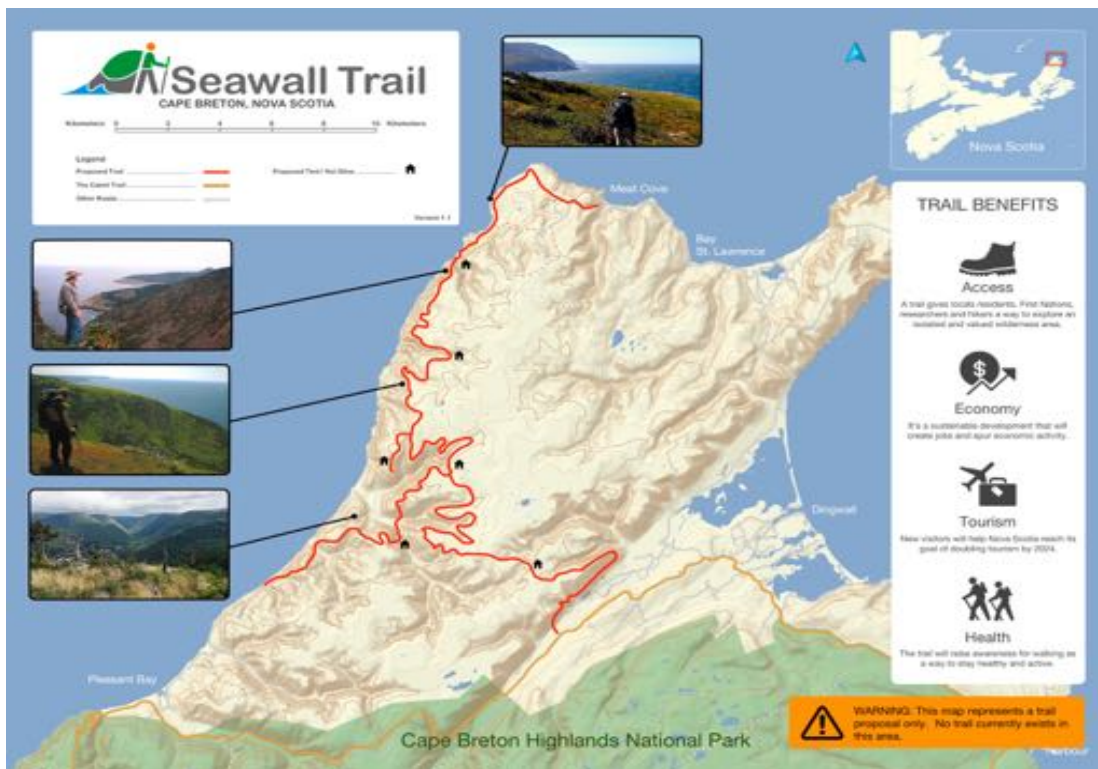 Seawall Trail
CAPE BRETON, NOVA SCOTIA
Kilometers 0 2 4 6 8 10 Kilometers
Legend
Proposed Trail
Proposed Tent / Hut Sites
The Cabot Trail
Other Roads
Version 1.1
Nova Scotia
Meat Cove
Bay
St. Lawrence
Dingwall
Pleasant Bay
Cape Breton Highlands National Park
TRAIL BENEFITS
Access
A trail gives locals residents, First Nations,
researchers and hikers a way to explore an
isolated and valued wilderness area.
Economy
It's a sustainable development that will
create jobs and spur economic activity.
Tourism
New visitors will help Nova Scotia reach its
goal of doubling tourism by 2024.
Health
The trail will raise awareness for walking as
a way to stay healthy and active.
WARNING: This map represents a trail
proposal only. No trail currently exists in
this area.